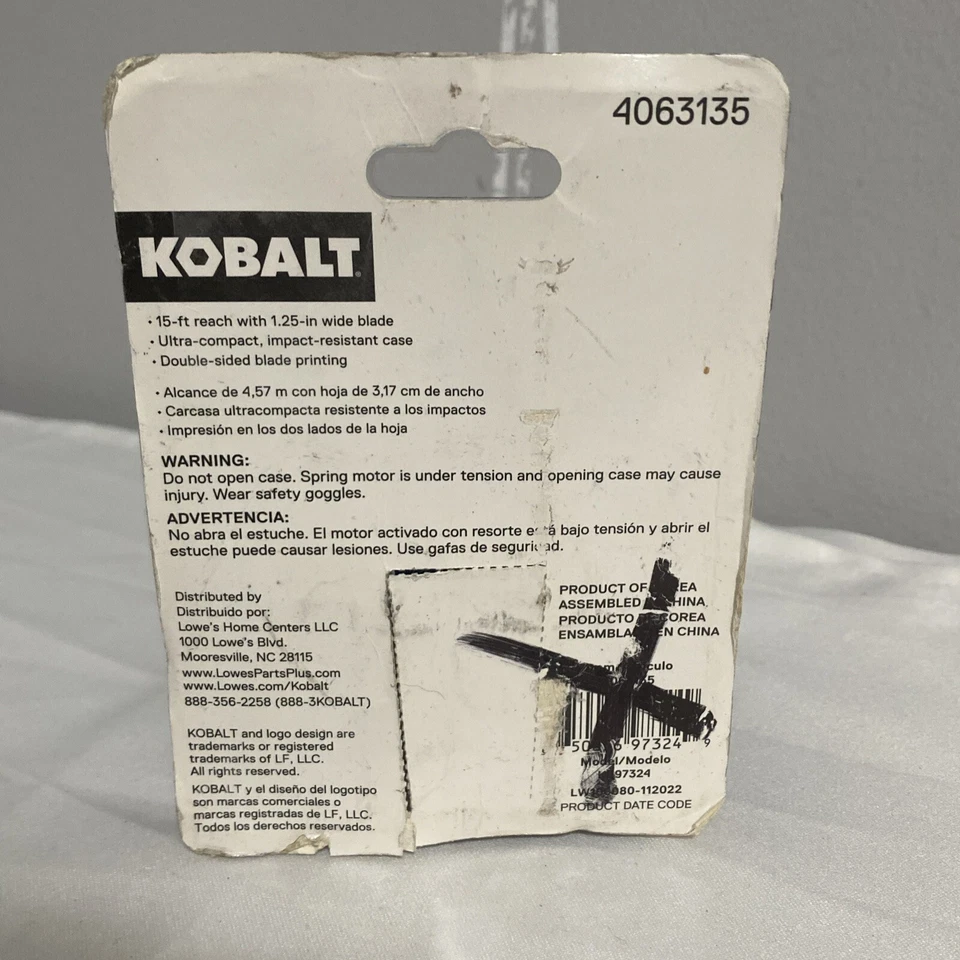 4063135
KOBALT
• 15-ft reach with 1.25-in wide blade
• Ultra-compact, impact-resistant case
• Double-sided blade printing
• Alcance de 4,57 m con hoja de 3,17 cm de ancho
• Carcasa ultracompacta resistente a los impactos
• Impresión en los dos lados de la hoja
WARNING:
Do not open case. Spring motor is under tension and opening case may cause
injury. Wear safety goggles.
ADVERTENCIA:
No abra el estuche. El motor activado con resorte bajo tensión y abrir el
estuche puede causar lesiones. Use gafas de
Distributed by
Distribuido por:
Lowe's Home Centers LLC
1000 Lowe's Blvd.
Mooresville, NC 28115
www.LowesPartsPlus.com
www.Lowes.com/Kobalt
888-356-2258 (888-3KOBALT)
KOBALT and logo design are
trademarks or registered
trademarks of LF, LLC.
All rights reserved.
KOBALT y el diseño del logotipo
son marcas comerciales o
marcas registradas de LF, LLC.
Todos los derechos reservados.
PRODUCT OF
ASSEMBLED
PRODUCTO COREA
EN CHINA
97324 9
/Modelo
97324
-112022
PRODUCT DATE CODE